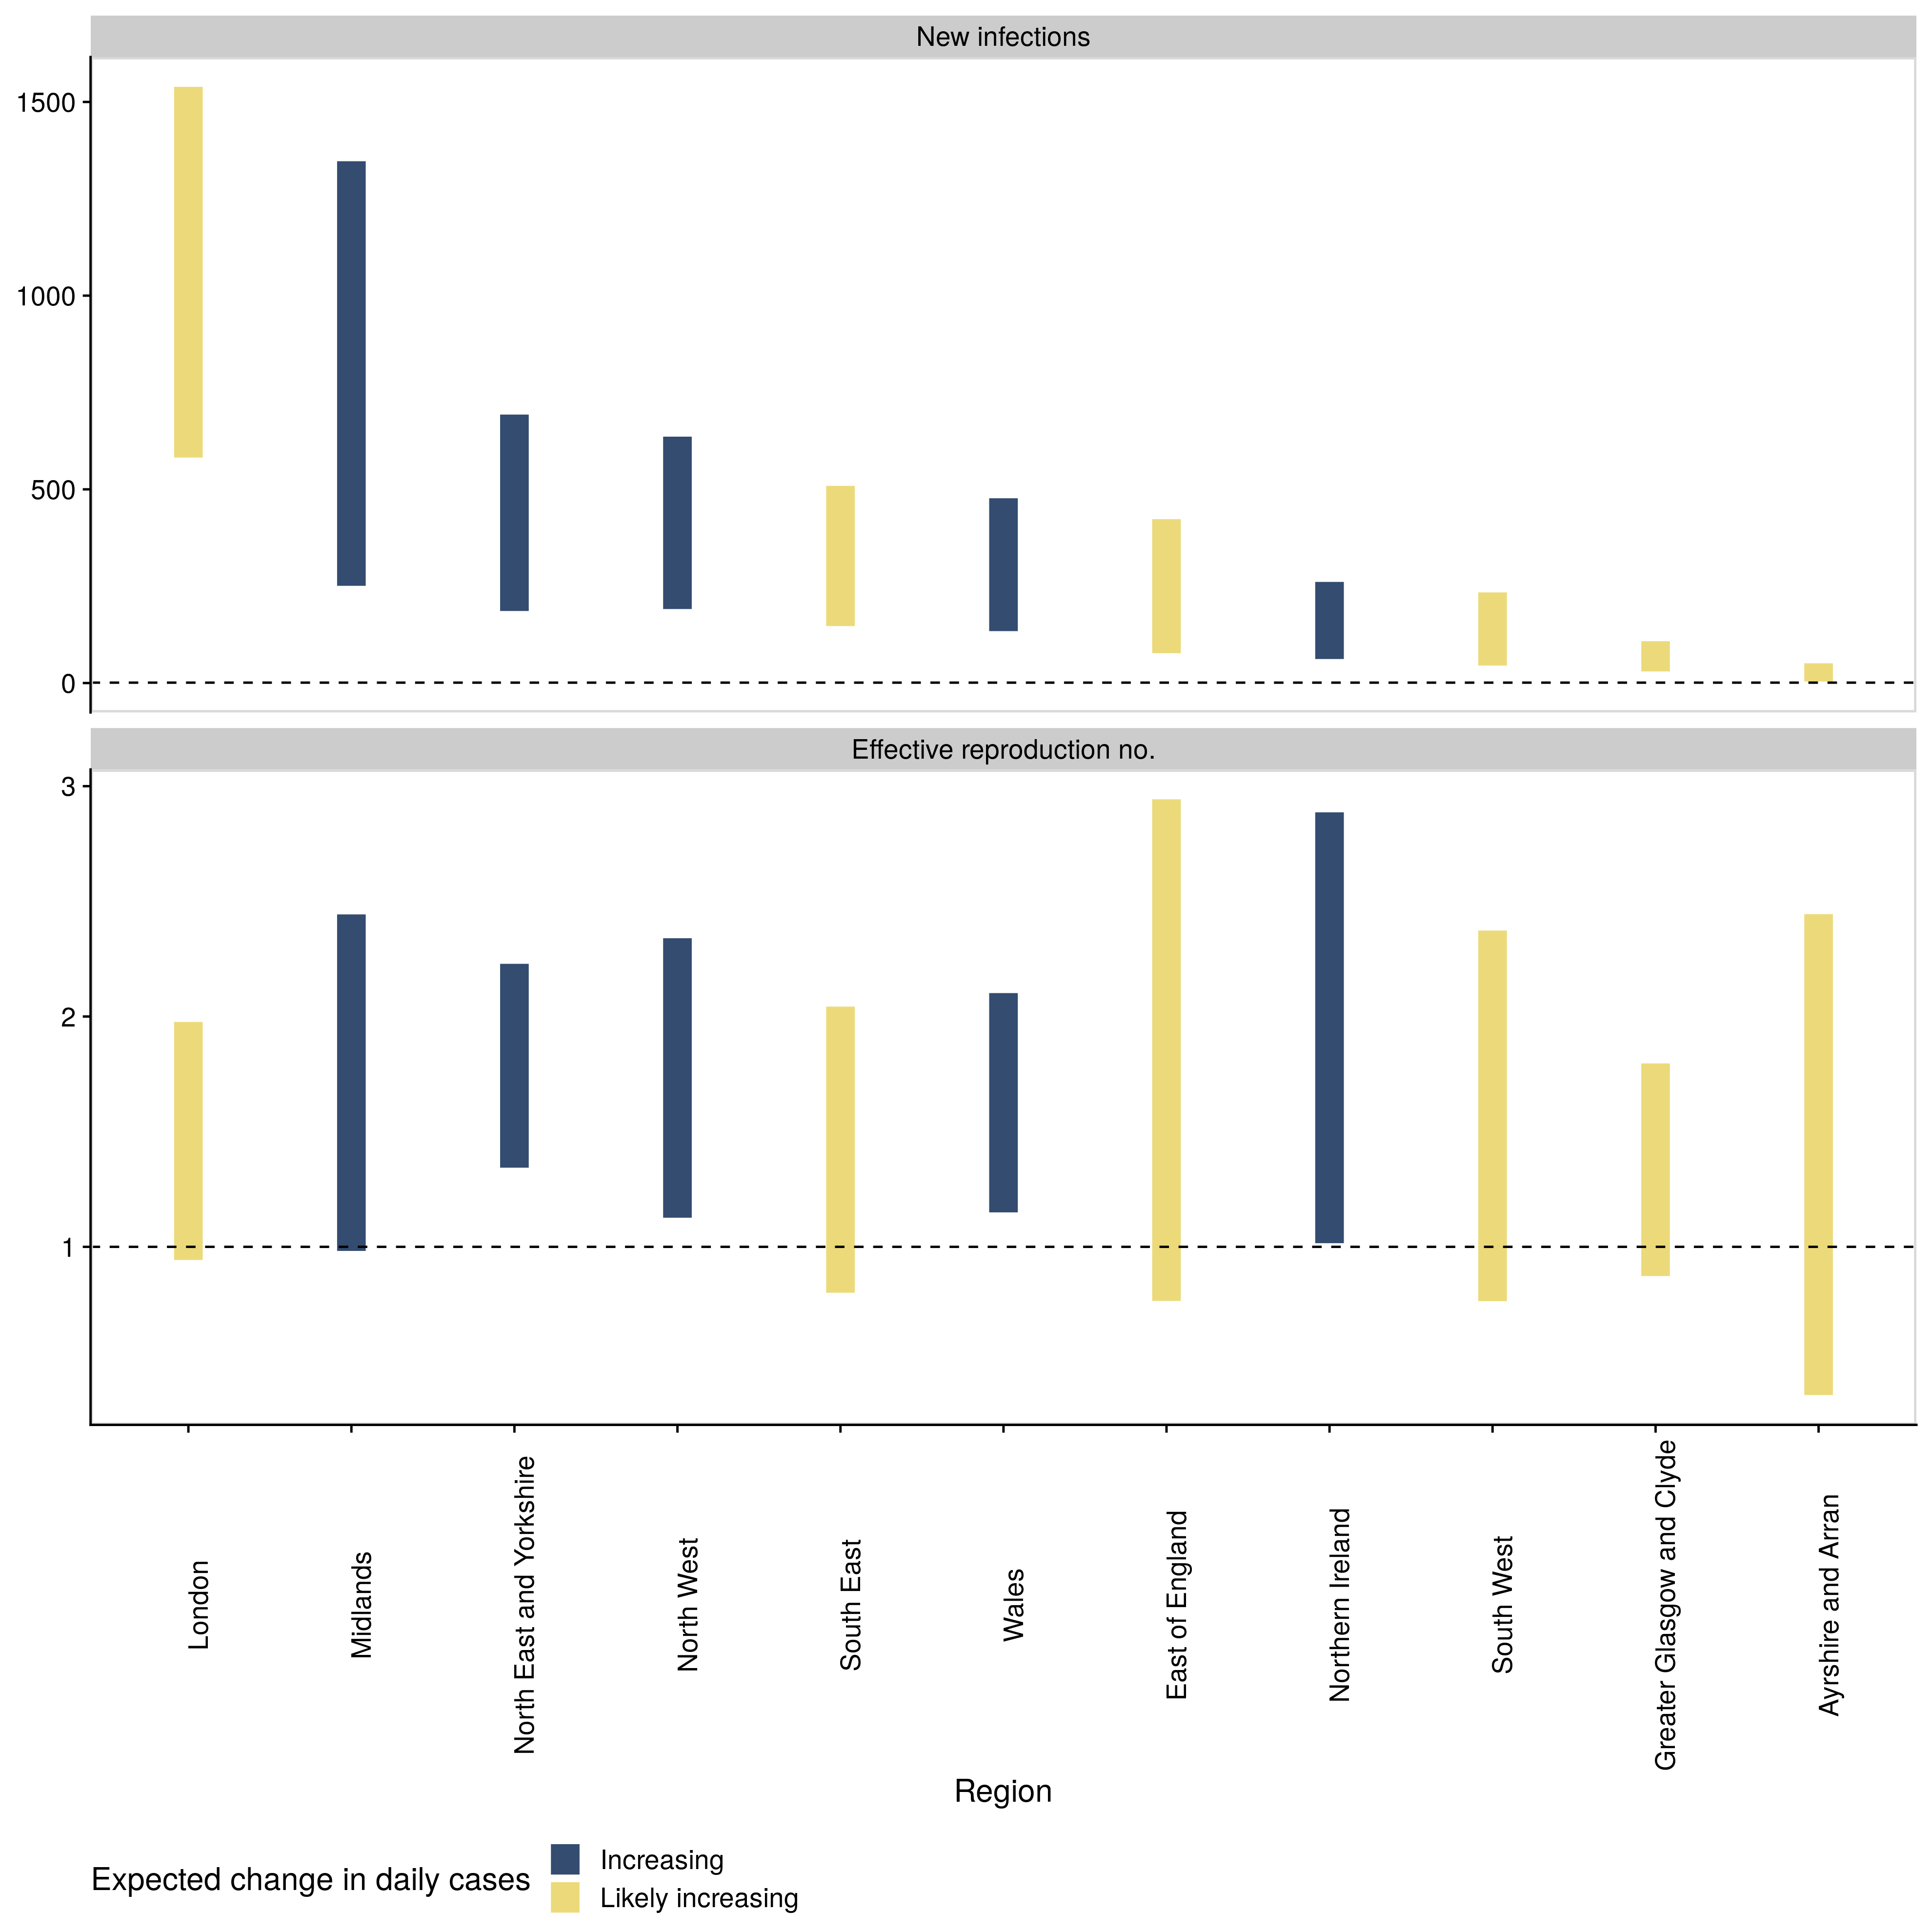 New infections
1500
1000
500
0
Effective reproduction no.
3
2
1
London
Midlands
North East and Yorkshire
North West
South East
Wales
East of England
Northern Ireland
South West
Greater Glasgow and Clyde
Ayrshire and Arran
Region
Expected change in daily cases
Increasing
Likely increasing